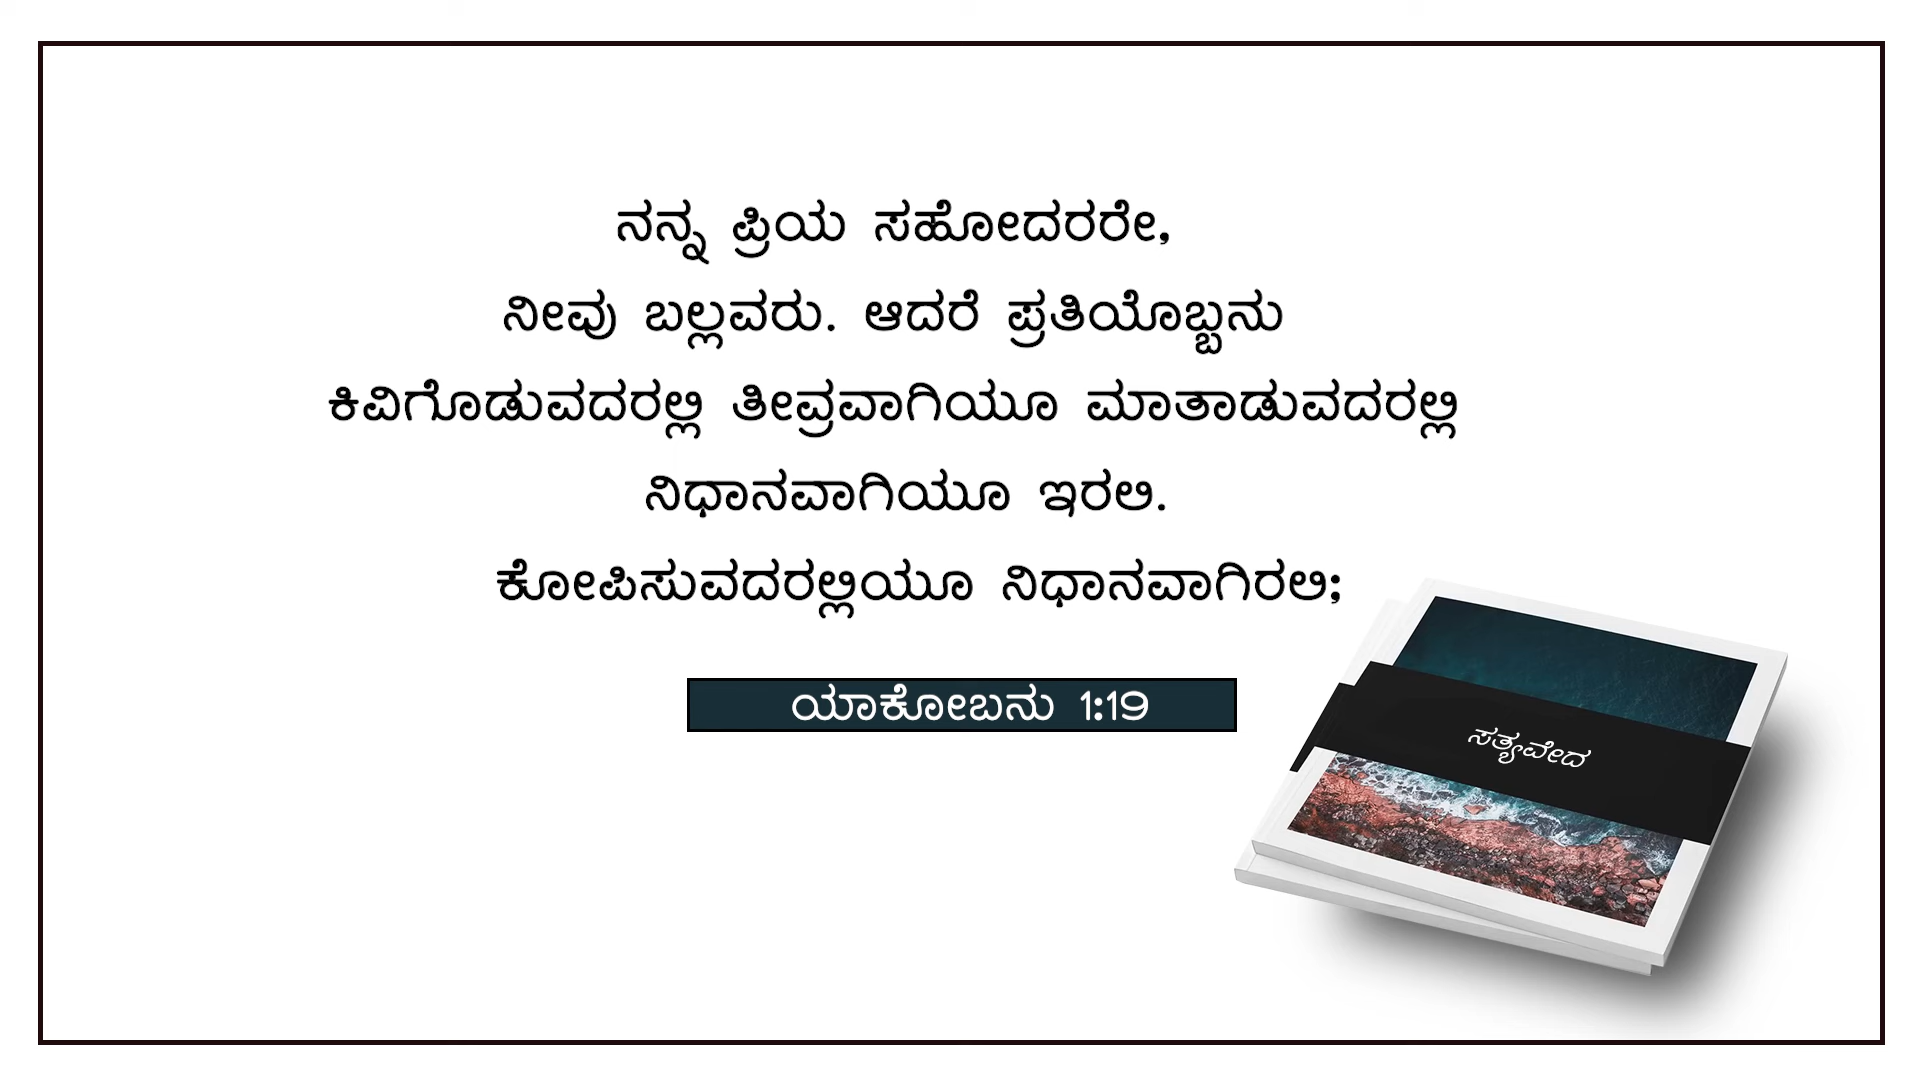 ನನ್ನ ಪ್ರಿಯ ಸಹೋದರರೇ,
ನೀವು ಬಲ್ಲವರು. ಆದರೆ ಪ್ರತಿಯೊಬ್ಬನು
ಕಿವಿಗೊಡುವದರಲ್ಲಿ ತೀವ್ರವಾಗಿಯೂ ಮಾತಾಡುವದರಲ್ಲಿ
ನಿಧಾನವಾಗಿಯೂ ಇರಲಿ.
ಕೋಪಿಸುವದರಲ್ಲಿಯೂ ನಿಧಾನವಾಗಿರಲಿ;
ಯಾಕೋಬನು 1:19
ಸತ್ಯವೇದ